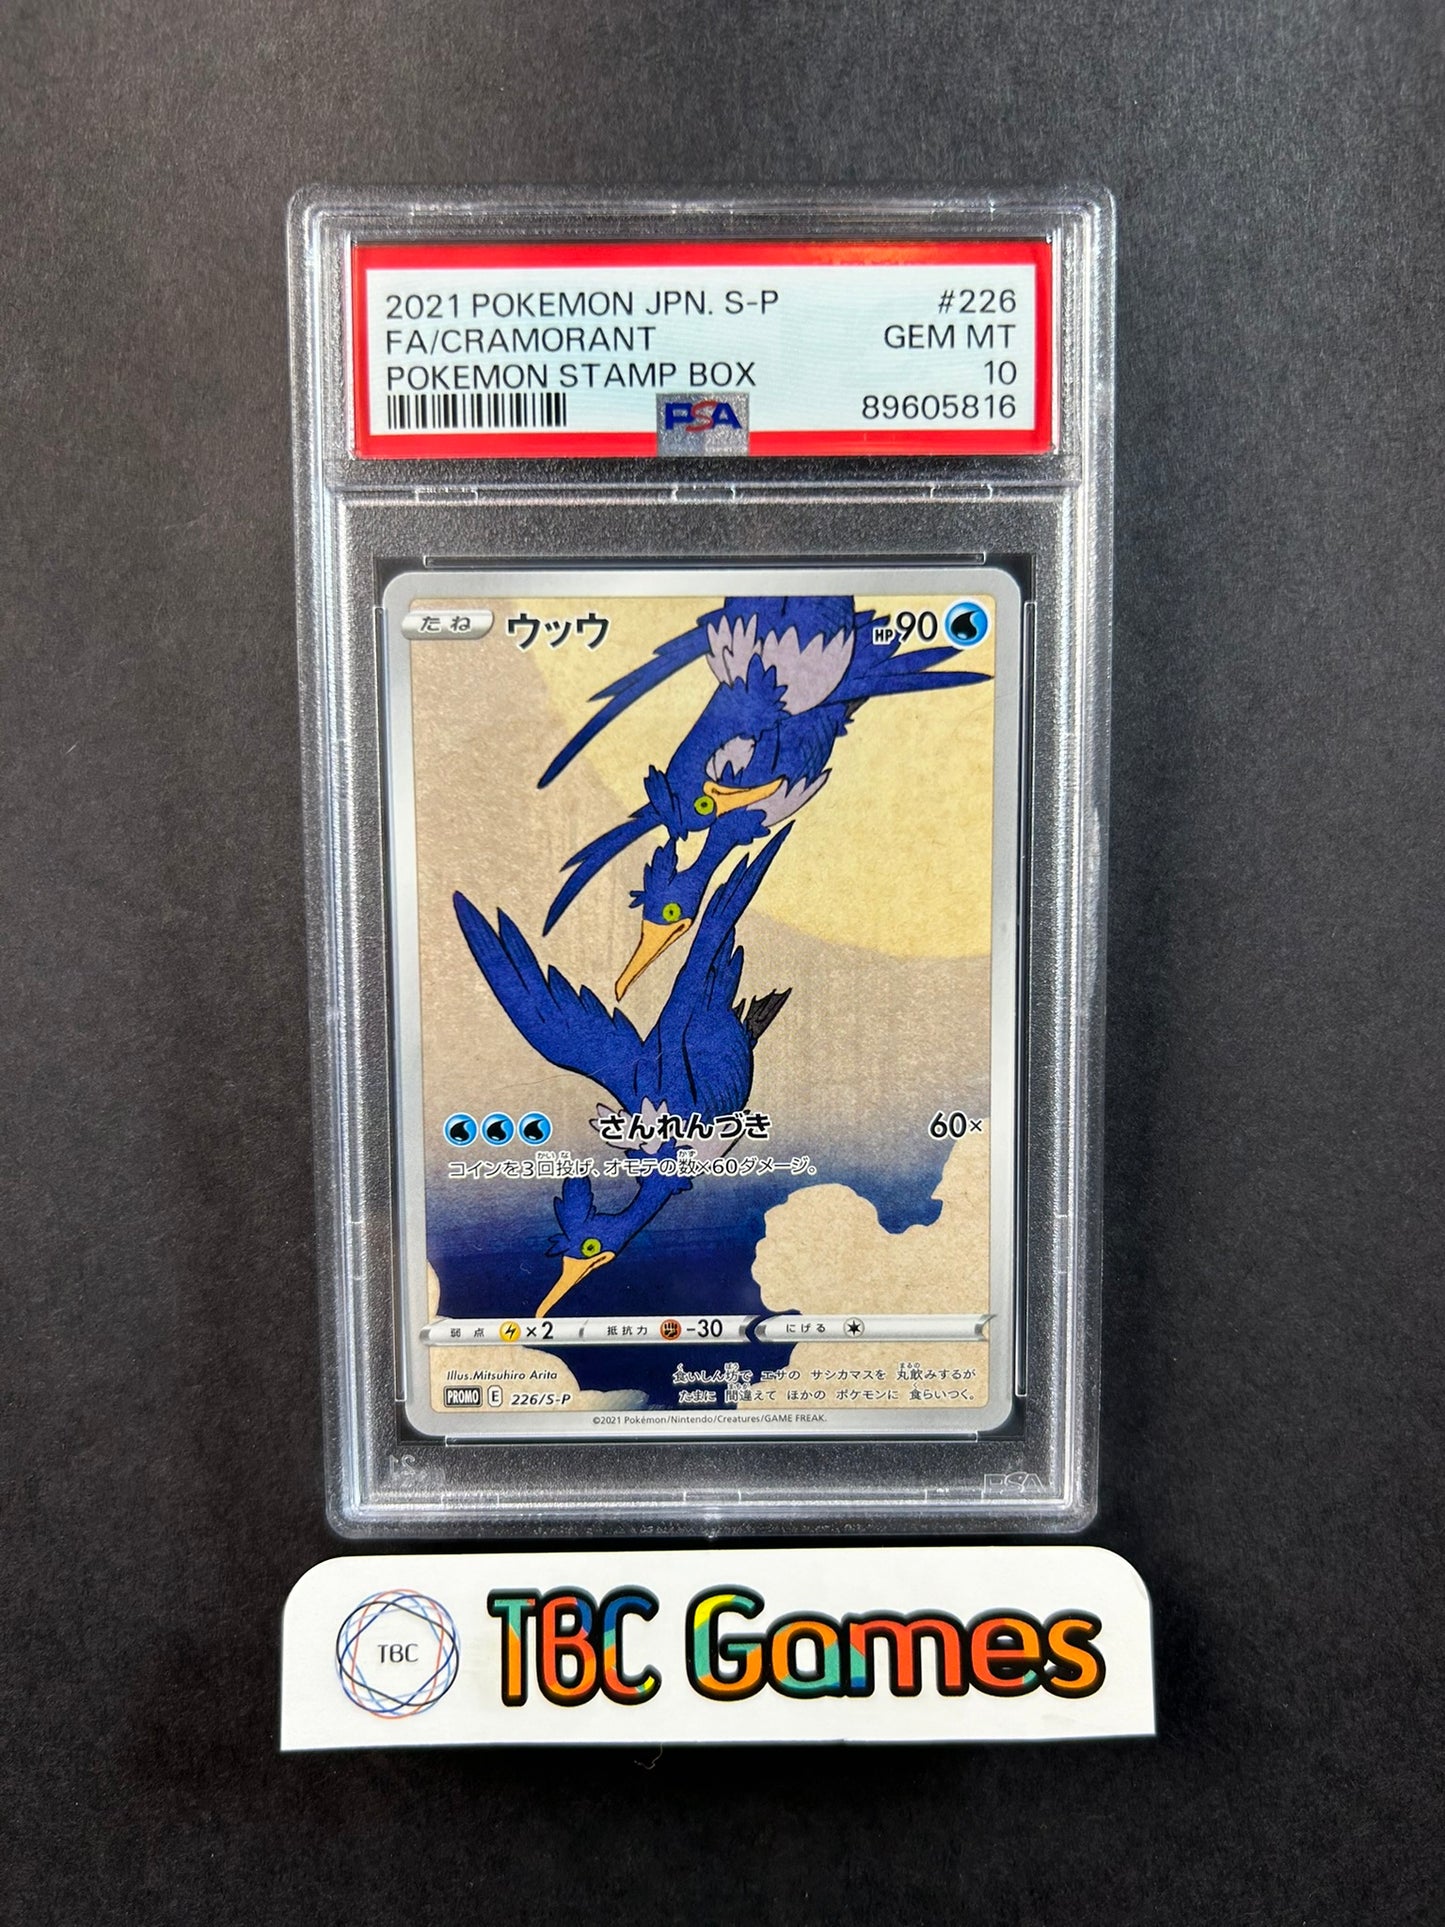 2021 POKEMON JPN. S-P #226
FA/CRAMORANT GEM MT
POKEMON STAMP BOX 10
PSA 89605816
たね ウッウ HP90
さんれんづき 60×
コインを3回投げ、オモテの数×60ダメージ。
弱点 ×2 抵抗力 -30 にげる
Illus.Mitsuhiro Arita
食いしん坊で エサの サシカマスを 丸飲みするが
たまに 間違えて ほかの ポケモンに 食らいつく。
PROMO E 226/S-P
©2021 Pokémon/Nintendo/Creatures/GAME FREAK.
PSA
TBC TBC Games